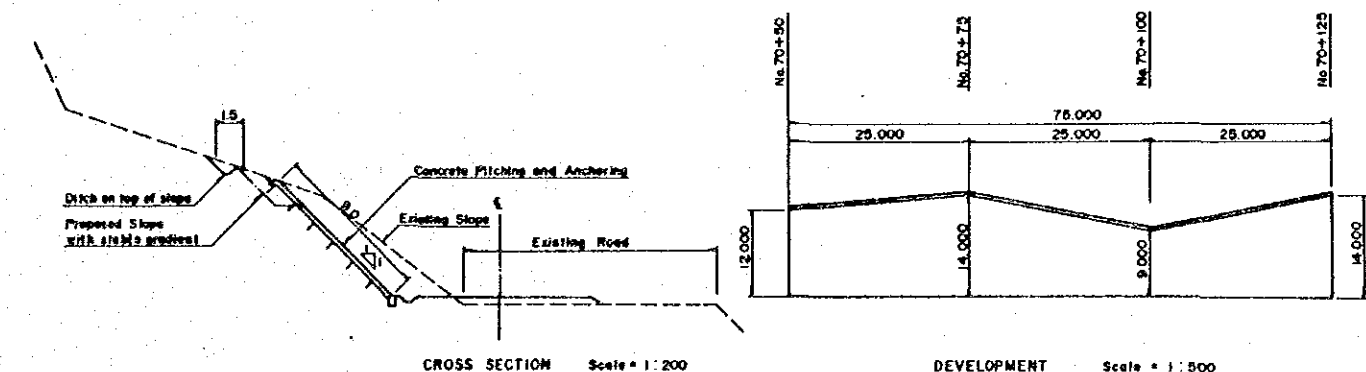 1.5
Ditch on top of slope
Proposed Slope
with stable gradient
9.0
Concrete Pitching and Anchoring
Existing Slope
1
℄
Existing Road
CROSS SECTION Scale = 1:200
No.70+50
No.70+75
No.70+100
No.70+125
75.000
25.000
25.000
25.000
12.000
14.000
9.000
14.000
DEVELOPMENT Scale = 1:500